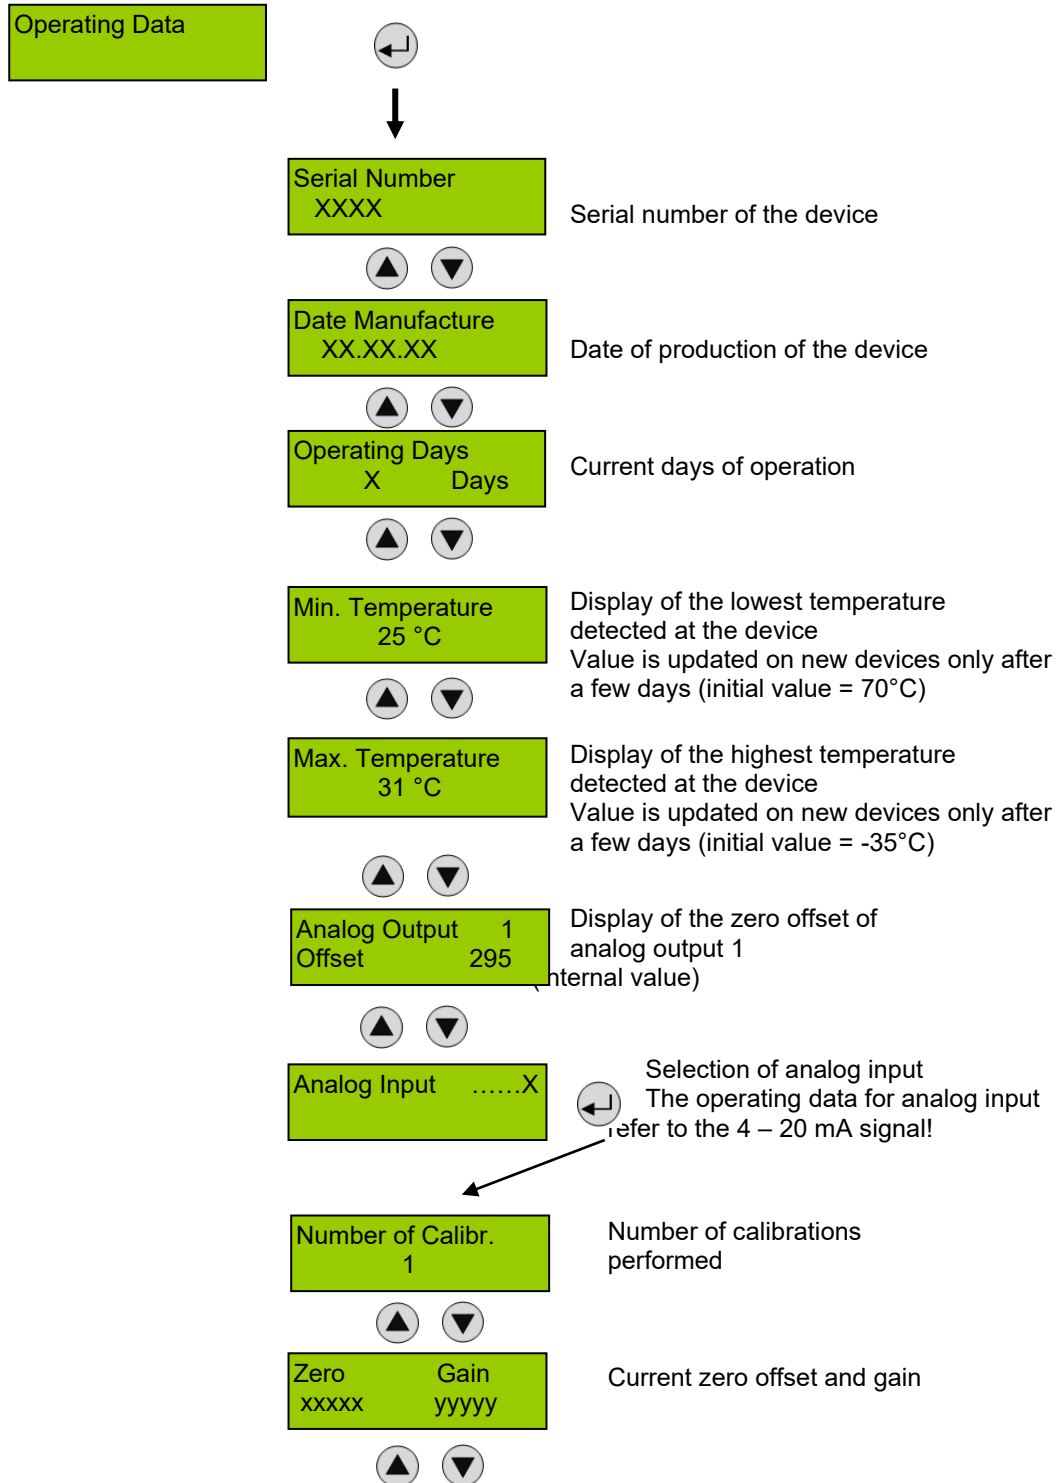 Operating Data
Serial Number
XXXX
Serial number of the device
Date Manufacture
XX.XX.XX
Date of production of the device
Operating Days
X Days
Current days of operation
Min. Temperature
25 °C
Display of the lowest temperature
detected at the device
Value is updated on new devices only after
a few days (initial value = 70°C)
Max. Temperature
31 °C
Display of the highest temperature
detected at the device
Value is updated on new devices only after
a few days (initial value = -35°C)
Analog Output 1
Offset 295
Display of the zero offset of
analog output 1
(internal value)
Analog Input ……X
Selection of analog input
The operating data for analog input
refer to the 4 – 20 mA signal!
Number of Calibr.
1
Number of calibrations
performed
Zero Gain
xxxxx yyyyy
Current zero offset and gain